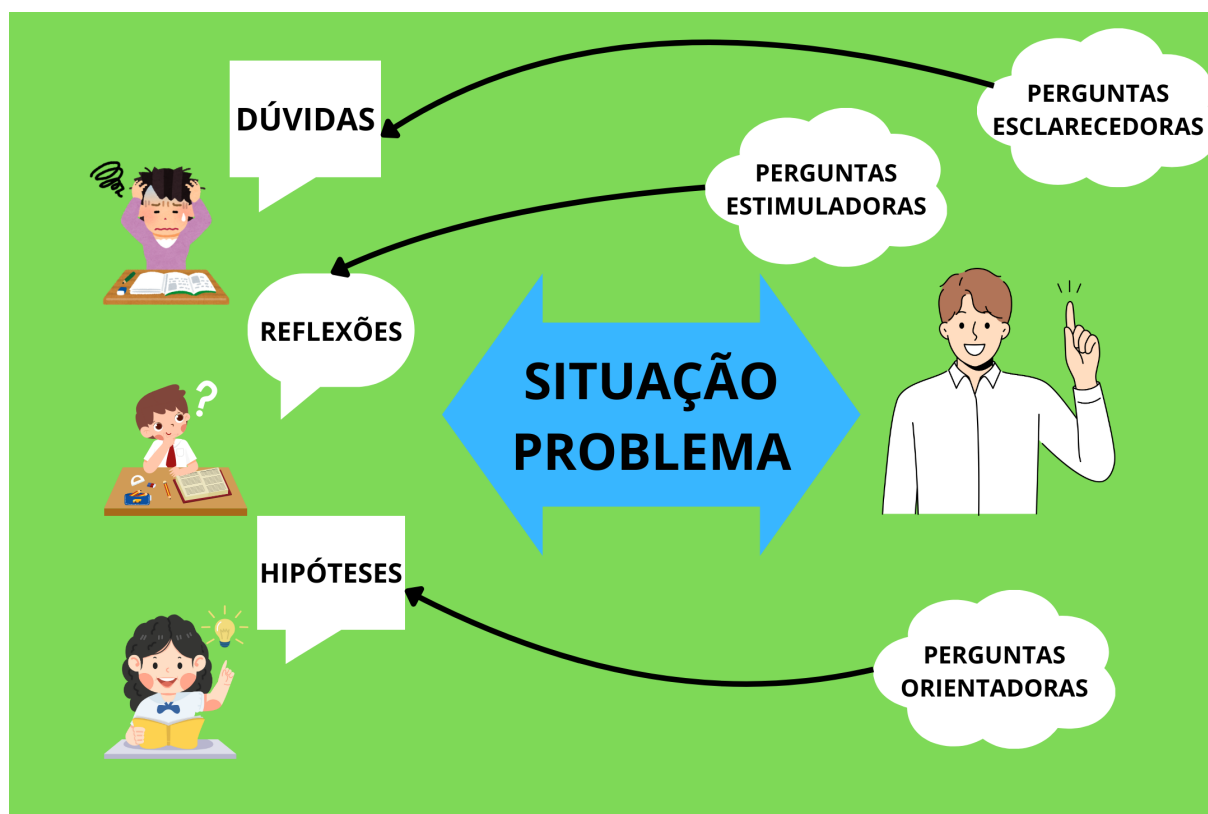 DÚVIDAS
PERGUNTAS
ESCLARECEDORAS
PERGUNTAS
ESTIMULADORAS
REFLEXÕES
SITUAÇÃO
PROBLEMA
HIPÓTESES
PERGUNTAS
ORIENTADORAS